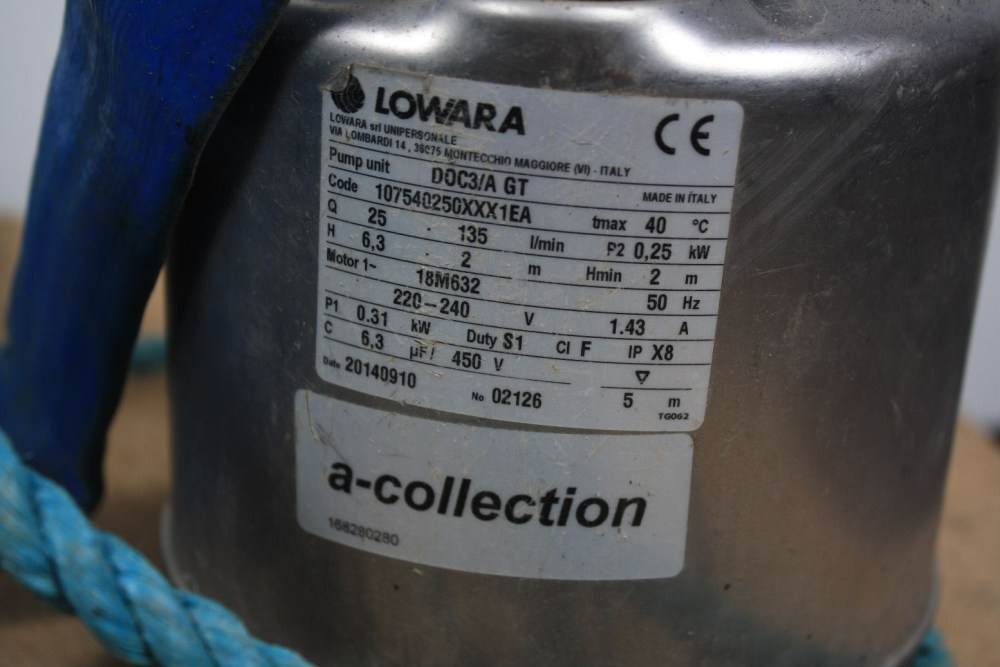 LOWARA CE
LOWARA srl UNIPERSONALE
VIA LOMBARDI 14 , 36075 MONTECCHIO MAGGIORE (VI) - ITALY
Pump unit DOC3/A GT MADE IN ITALY
Code 107540250XXX1EA tmax 40 °C
Q 25 135 l/min P2 0,25 kW
H 6,3 2 m Hmin 2 m
Motor 1~ 18M632 50 Hz
220-240 V 1.43 A
P1 0.31 kW Duty S1 Cl F IP X8
C 6,3 µF/ 450 V
Date 20140910 No 02126 5 m
TG062
a-collection
168280280